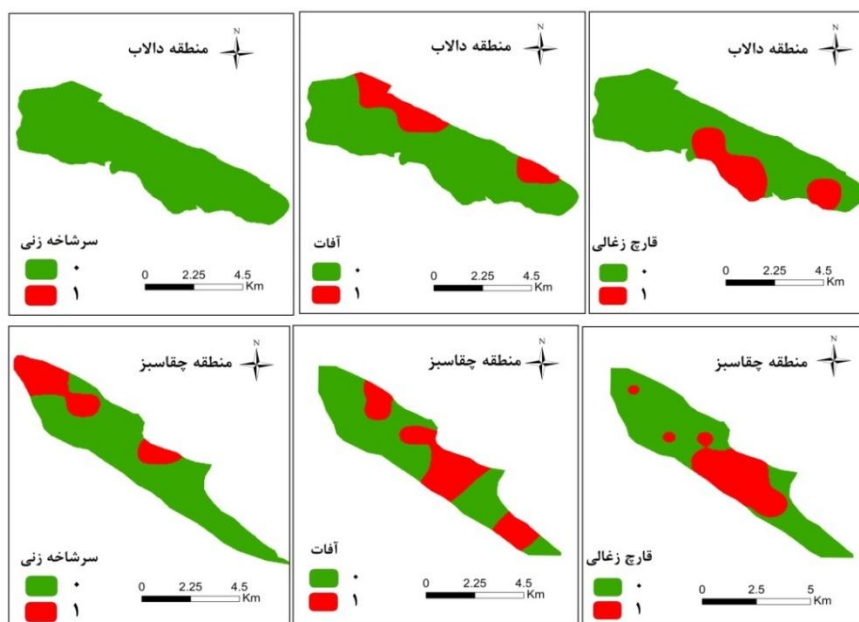 منطقه دالاب
N
سرشاخه زنی
۰
۱
0 2.25 4.5
Km
منطقه دالاب
N
آفات
۰
۱
0 2.25 4.5
Km
منطقه دالاب
N
قارچ زغالی
۰
۱
0 2.25 4.5
Km
منطقه چقاسبز
N
سرشاخه زنی
۰
۱
0 2.25 4.5
Km
منطقه چقاسبز
N
آفات
۰
۱
0 2.25 4.5
Km
منطقه چقاسبز
N
قارچ زغالی
۰
۱
0 2.5 5
Km